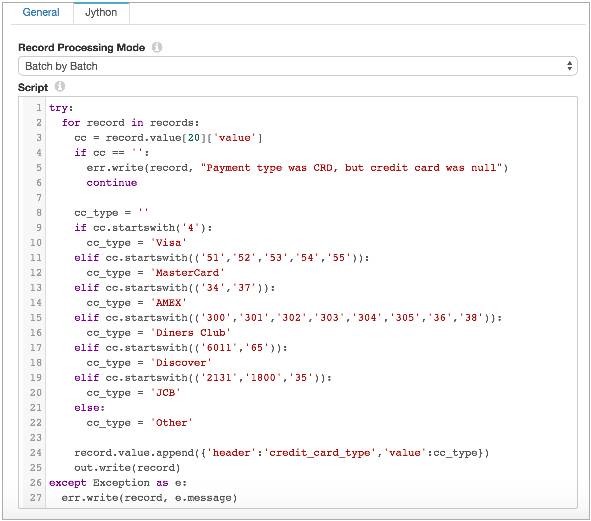 General Jython
Record Processing Mode
Batch by Batch
Script
1 try:
2   for record in records:
3     cc = record.value[20]['value']
4     if cc == '':
5       err.write(record, "Payment type was CRD, but credit card was null")
6       continue
7
8     cc_type = ''
9     if cc.startswith('4'):
10       cc_type = 'Visa'
11     elif cc.startswith(('51','52','53','54','55')):
12       cc_type = 'MasterCard'
13     elif cc.startswith(('34','37')):
14       cc_type = 'AMEX'
15     elif cc.startswith(('300','301','302','303','304','305','36','38')):
16       cc_type = 'Diners Club'
17     elif cc.startswith(('6011','65')):
18       cc_type = 'Discover'
19     elif cc.startswith(('2131','1800','35')):
20       cc_type = 'JCB'
21     else:
22       cc_type = 'Other'
23
24     record.value.append({'header':'credit_card_type','value':cc_type})
25     out.write(record)
26 except Exception as e:
27   err.write(record, e.message)